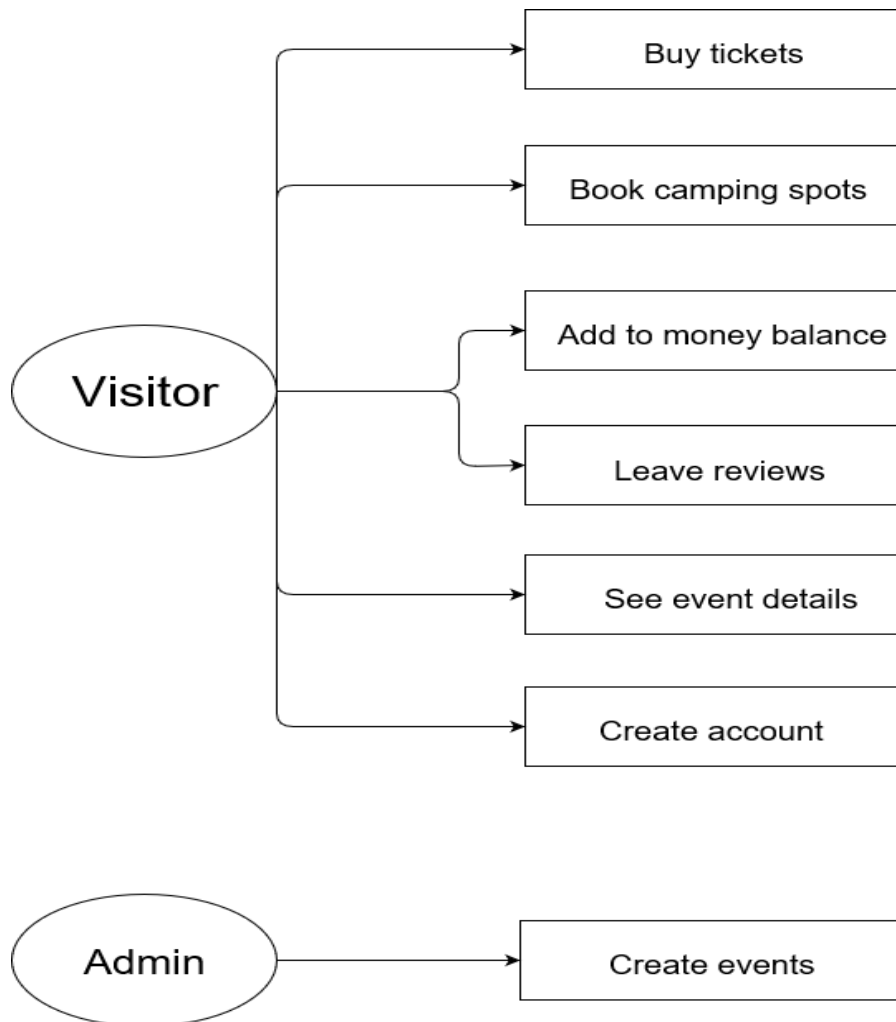 Buy tickets
Book camping spots
Add to money balance
Visitor
Leave reviews
See event details
Create account
Admin
Create events